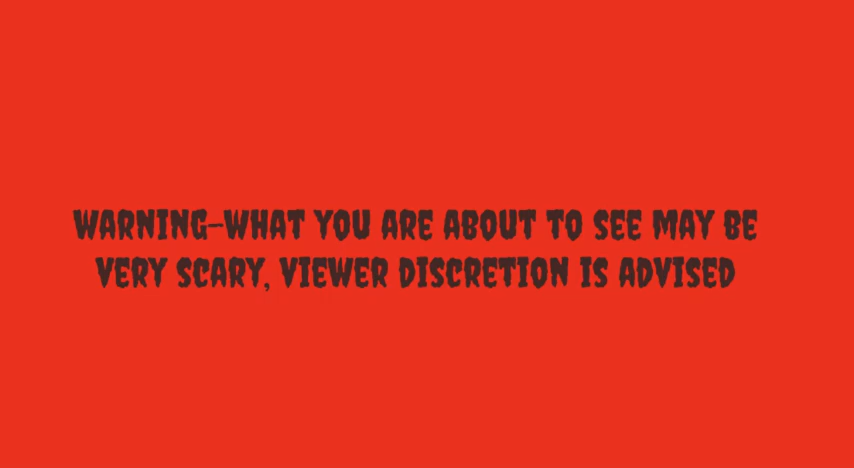 WARNING-WHAT YOU ARE ABOUT TO SEE MAY BE
VERY SCARY, VIEWER DISCRETION IS ADVISED